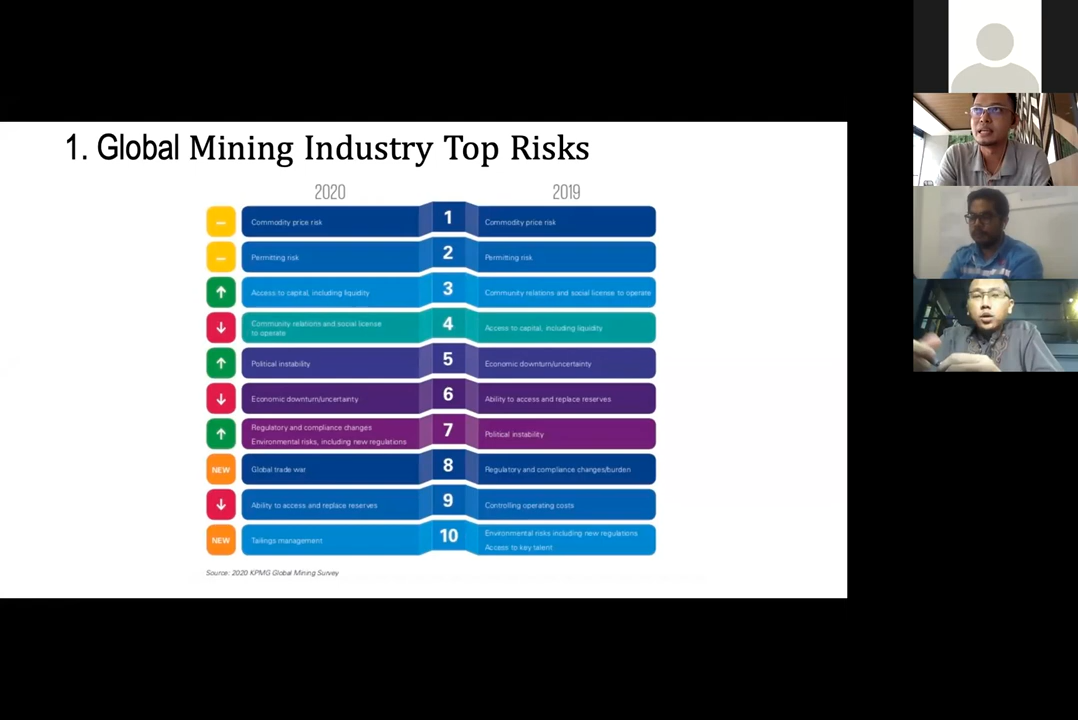 1. Global Mining Industry Top Risks
2020
2019
Commodity price risk
1
Commodity price risk
Permitting risk
2
Permitting risk
Access to capital, including liquidity
3
Community relations and social license to operate
Community relations and social license
to operate
4
Access to capital, including liquidity
Political instability
5
Economic downturn/uncertainty
Economic downturn/uncertainty
6
Ability to access and replace reserves
Regulatory and compliance changes
Environmental risks, including new regulations
7
Political instability
NEW
Global trade war
8
Regulatory and compliance changes/burden
Ability to access and replace reserves
9
Controlling operating costs
NEW
Tailings management
10
Environmental risks including new regulations
Access to key talent
Source: 2020 KPMG Global Mining Survey